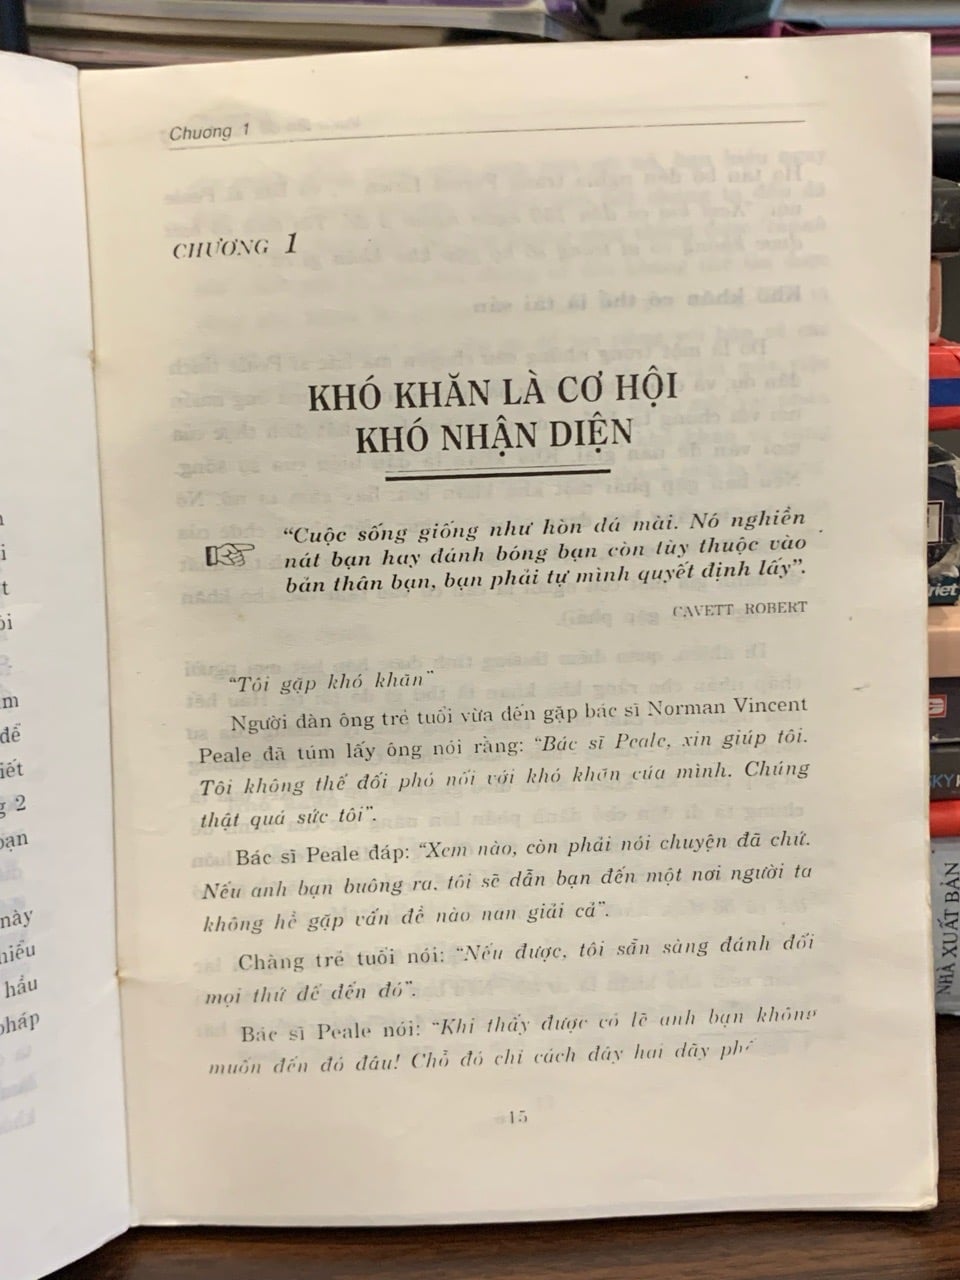 Chương 1
CHƯƠNG 1
KHÓ KHĂN LÀ CƠ HỘI
KHÓ NHẬN DIỆN
“Cuộc sống giống như hòn đá mài. Nó nghiền
nát bạn hay đánh bóng bạn còn tùy thuộc vào
bản thân bạn, bạn phải tự mình quyết định lấy”.
CAVETT ROBERT
“Tôi gặp khó khăn”
Người đàn ông trẻ tuổi vừa đến gặp bác sĩ Norman Vincent
Peale đã túm lấy ông nói rằng: “Bác sĩ Peale, xin giúp tôi.
Tôi không thể đối phó nổi với khó khăn của mình. Chúng
thật quá sức tôi”.
Bác sĩ Peale đáp: “Xem nào, còn phải nói chuyện đã chứ.
Nếu anh bạn buông ra, tôi sẽ dẫn bạn đến một nơi người ta
không hề gặp vấn đề nào nan giải cả”.
Chàng trẻ tuổi nói: “Nếu được, tôi sẵn sàng đánh đổi
mọi thứ để đến đó”.
Bác sĩ Peale nói: “Khi thấy được có lẽ anh bạn không
muốn đến đó đâu! Chỗ đó chỉ cách đây hai dãy
15
để
g 2
này
hầu
NHÀ XUẤT BẢN